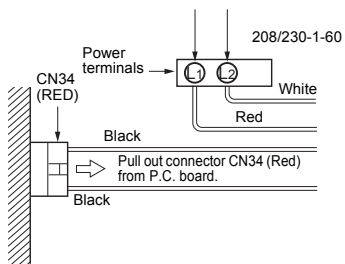 208/230-1-60
Power
terminals
L1
L2
CN34
(RED)
White
Red
Black
Pull out connector CN34 (Red)
from P.C. board.
Black